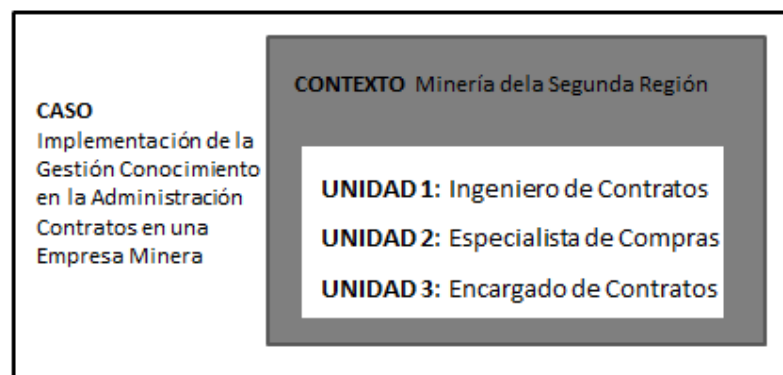 CASO
Implementación de la
Gestión Conocimiento
en la Administración
Contratos en una
Empresa Minera
CONTEXTO Minería dela Segunda Región
UNIDAD 1: Ingeniero de Contratos
UNIDAD 2: Especialista de Compras
UNIDAD 3: Encargado de Contratos